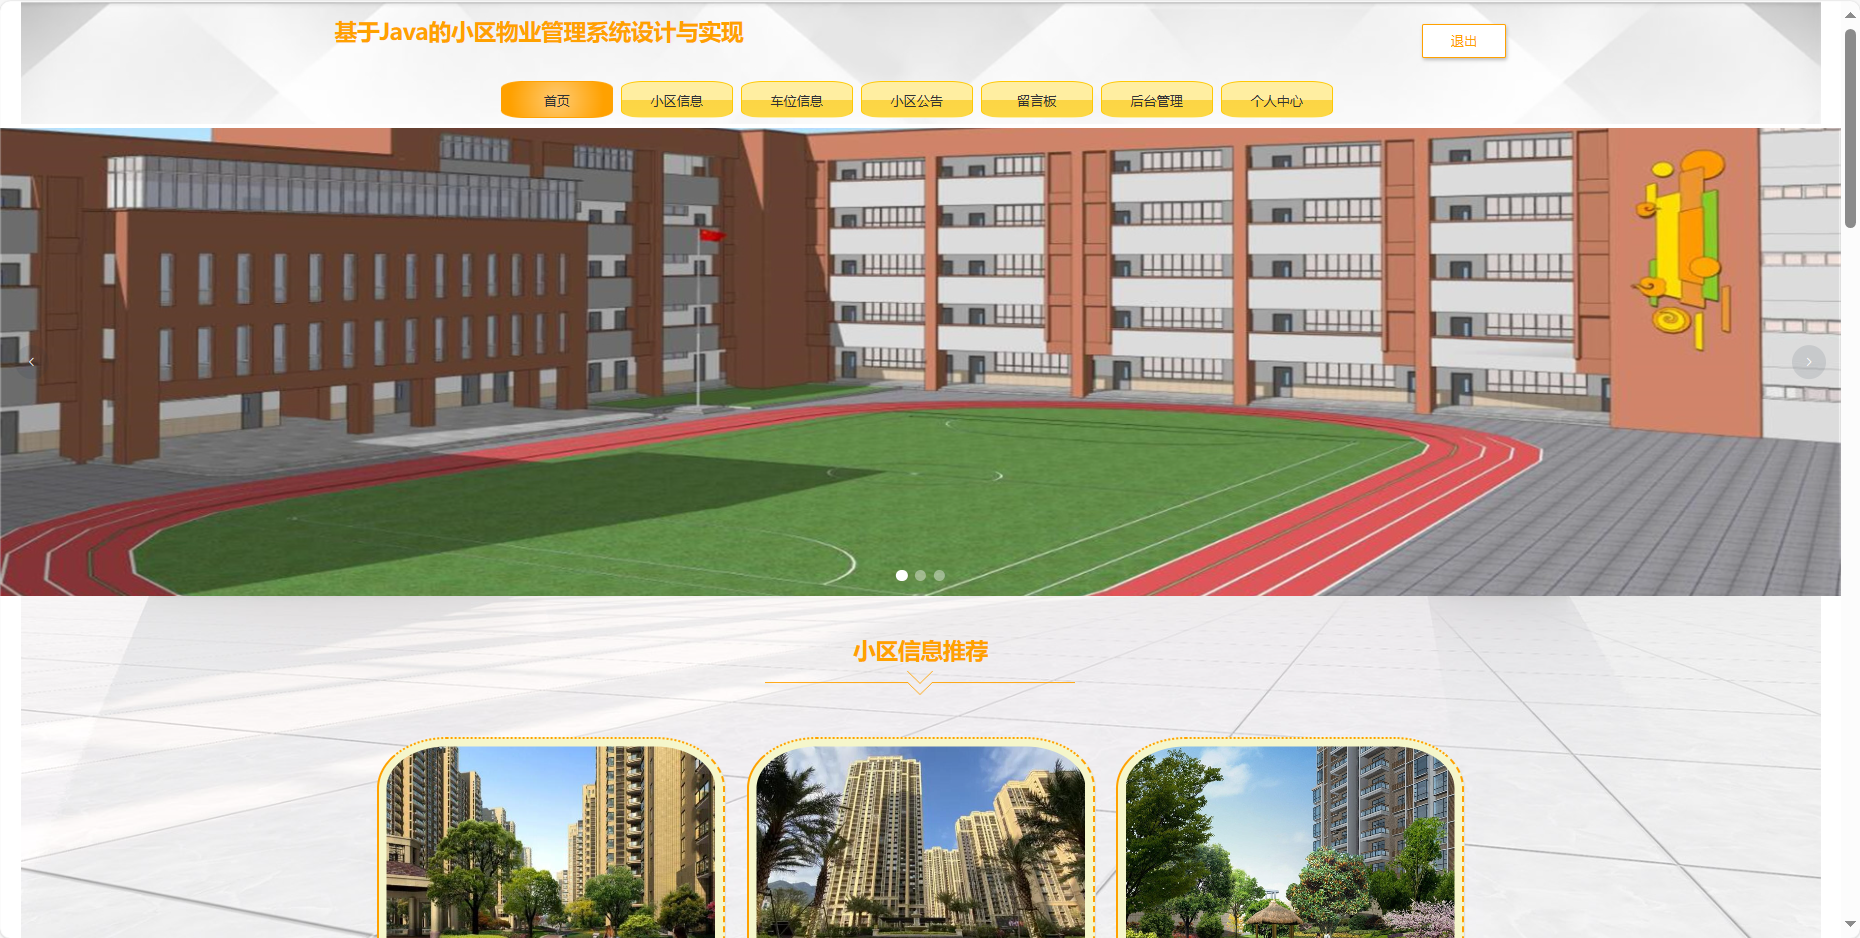 基于Java的小区物业管理系统设计与实现
退出
首页
小区信息
车位信息
小区公告
留言板
后台管理
个人中心
小区信息推荐